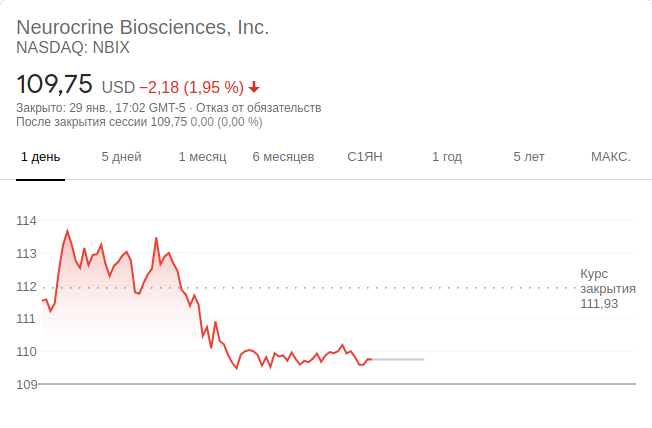 Neurocrine Biosciences, Inc.
NASDAQ: NBIX
109,75 USD −2,18 (1,95 %)
Закрыто: 29 янв., 17:02 GMT-5 · Отказ от обязательств
После закрытия сессии 109,75 0,00 (0,00 %)
1 день 5 дней 1 месяц 6 месяцев С1ЯН 1 год 5 лет МАКС.
114
113
112
111
110
109
Курс
закрытия
111,93